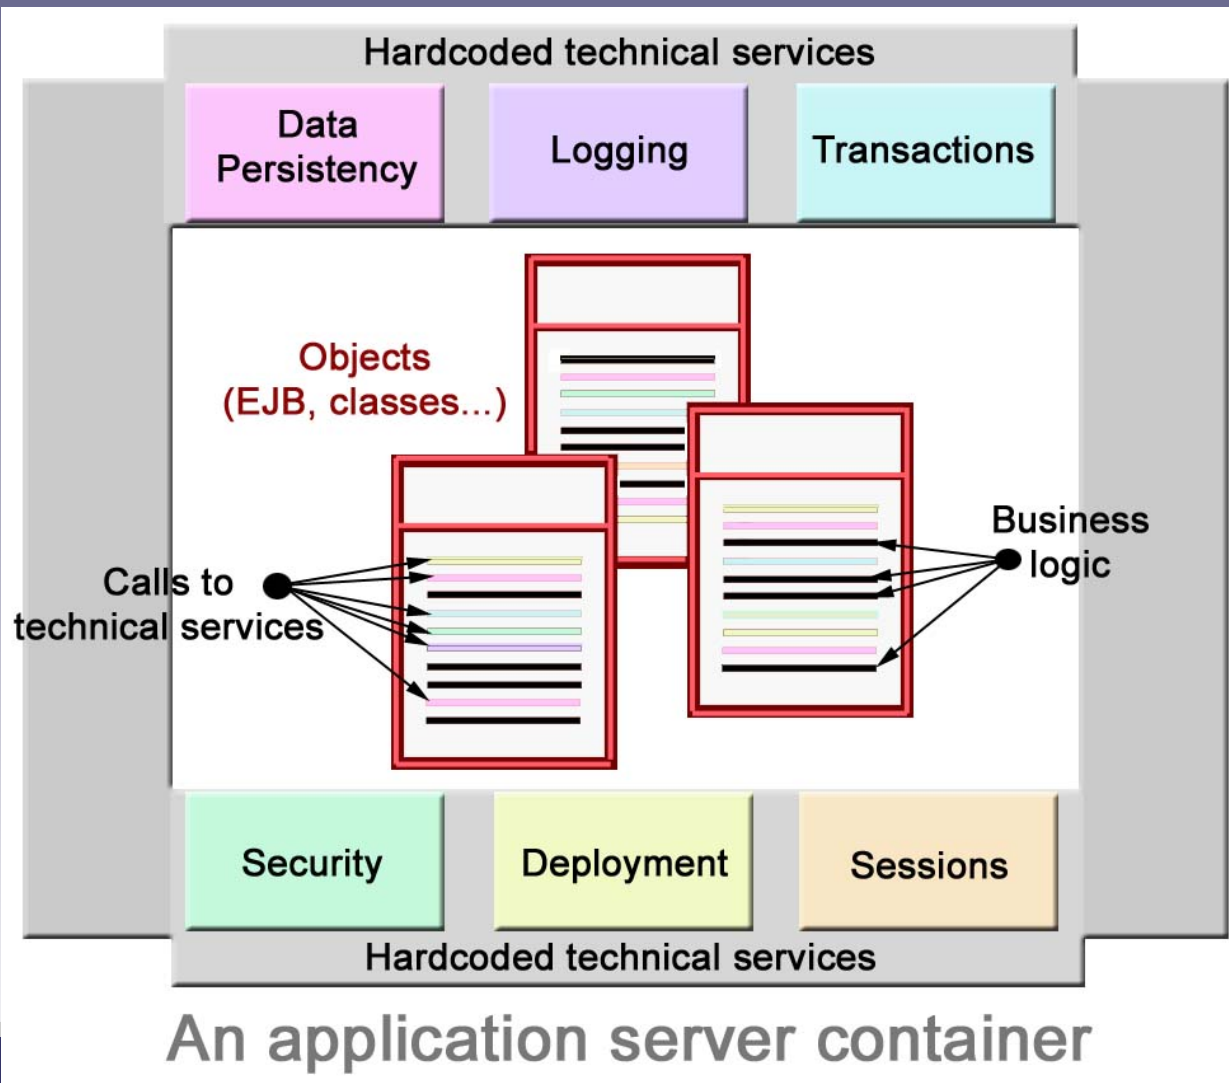 Hardcoded technical services
Data
Persistency
Logging
Transactions
Objects
(EJB, classes...)
Business
logic
Calls to
technical services
Security
Deployment
Sessions
Hardcoded technical services
An application server container